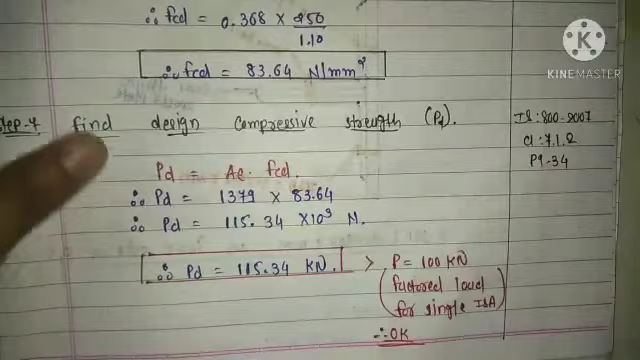 ∴ fcd = 0.368 × 250/1.10
∴ fcd = 83.64 N/mm²
KINEMASTER
Step-4 find design compressive strength (Pd).
IS:800-2007
cl:7.1.2
Pg-34
Pd = Ae. fcd.
∴ Pd = 1379 × 83.64
∴ Pd = 115.34 ×10³ N.
∴ Pd = 115.34 KN. > P = 100 KN
(factored load
for single ISA)
∴ OK